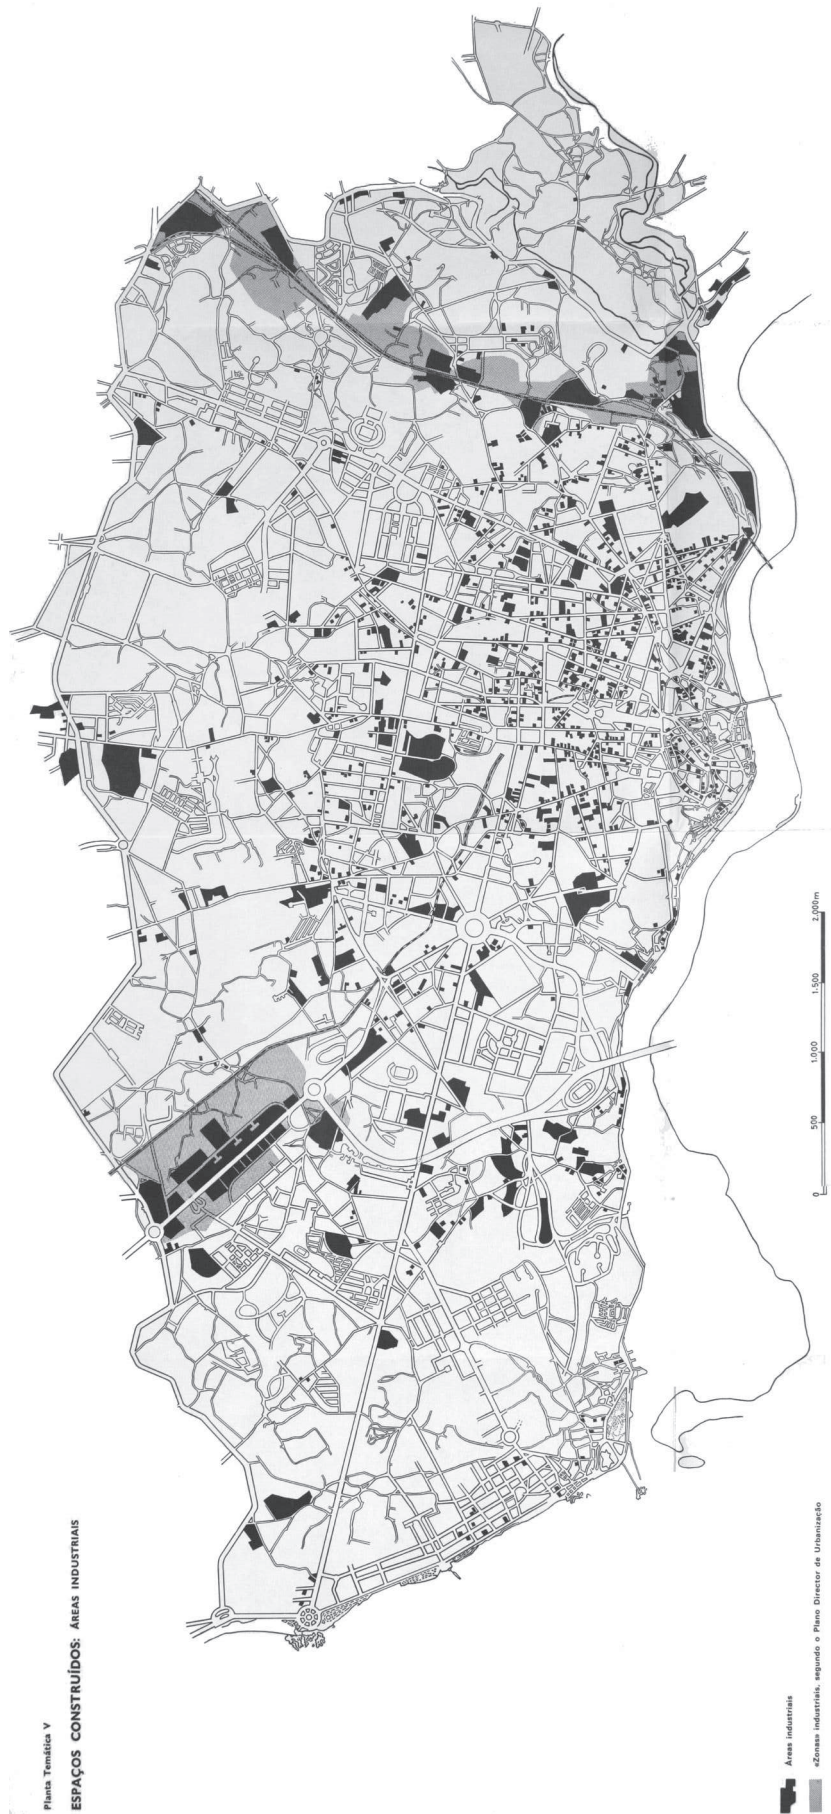 Planta Temática V
ESPAÇOS CONSTRUÍDOS: ÁREAS INDUSTRIAIS
Áreas industriais
«Zonas» industriais, segundo o Plano Director de Urbanização
0 500 1.000 1.500 2.000m